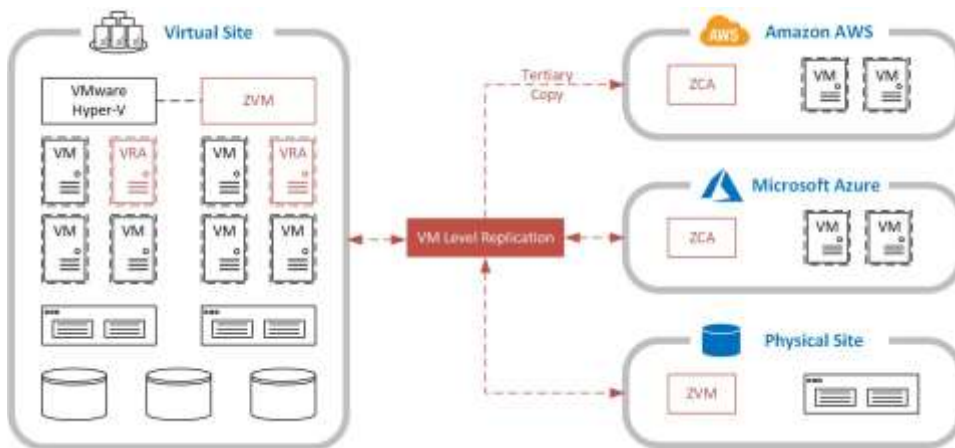 Virtual Site
VMware
Hyper-V
ZVM
VM
VRA
VM
VRA
VM
VM
VM
VM
Tertiary
Copy
VM Level Replication
AWS
Amazon AWS
ZCA
VM
VM
Microsoft Azure
ZCA
VM
VM
Physical Site
ZVM